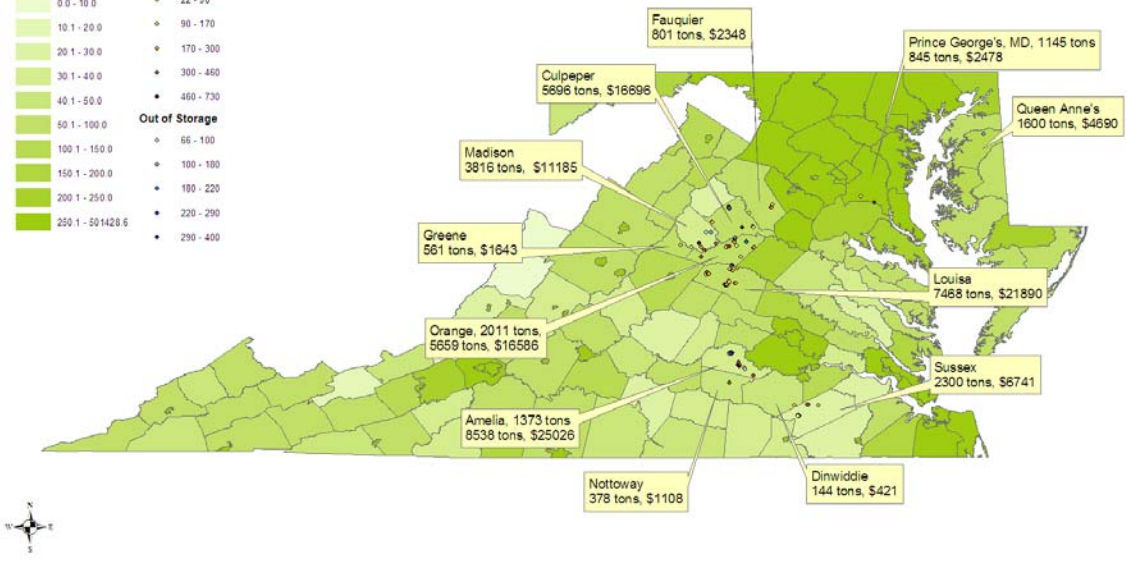 0.0 - 10.0
10.1 - 20.0
20.1 - 30.0
30.1 - 40.0
40.1 - 50.0
50.1 - 100.0
100.1 - 150.0
150.1 - 200.0
200.1 - 250.0
250.1 - 501428.6
90 - 170
170 - 300
300 - 460
460 - 730
Out of Storage
66 - 100
100 - 180
180 - 220
220 - 290
290 - 400
Fauquier
801 tons, $2348
Prince George's, MD, 1145 tons
845 tons, $2478
Culpeper
5696 tons, $16696
Queen Anne's
1600 tons, $4690
Madison
3816 tons, $11185
Greene
561 tons, $1643
Louisa
7468 tons, $21890
Orange, 2011 tons,
5659 tons, $16586
Sussex
2300 tons, $6741
Amelia, 1373 tons
8538 tons, $25026
Nottoway
378 tons, $1108
Dinwiddie
144 tons, $421
N
W
E
S